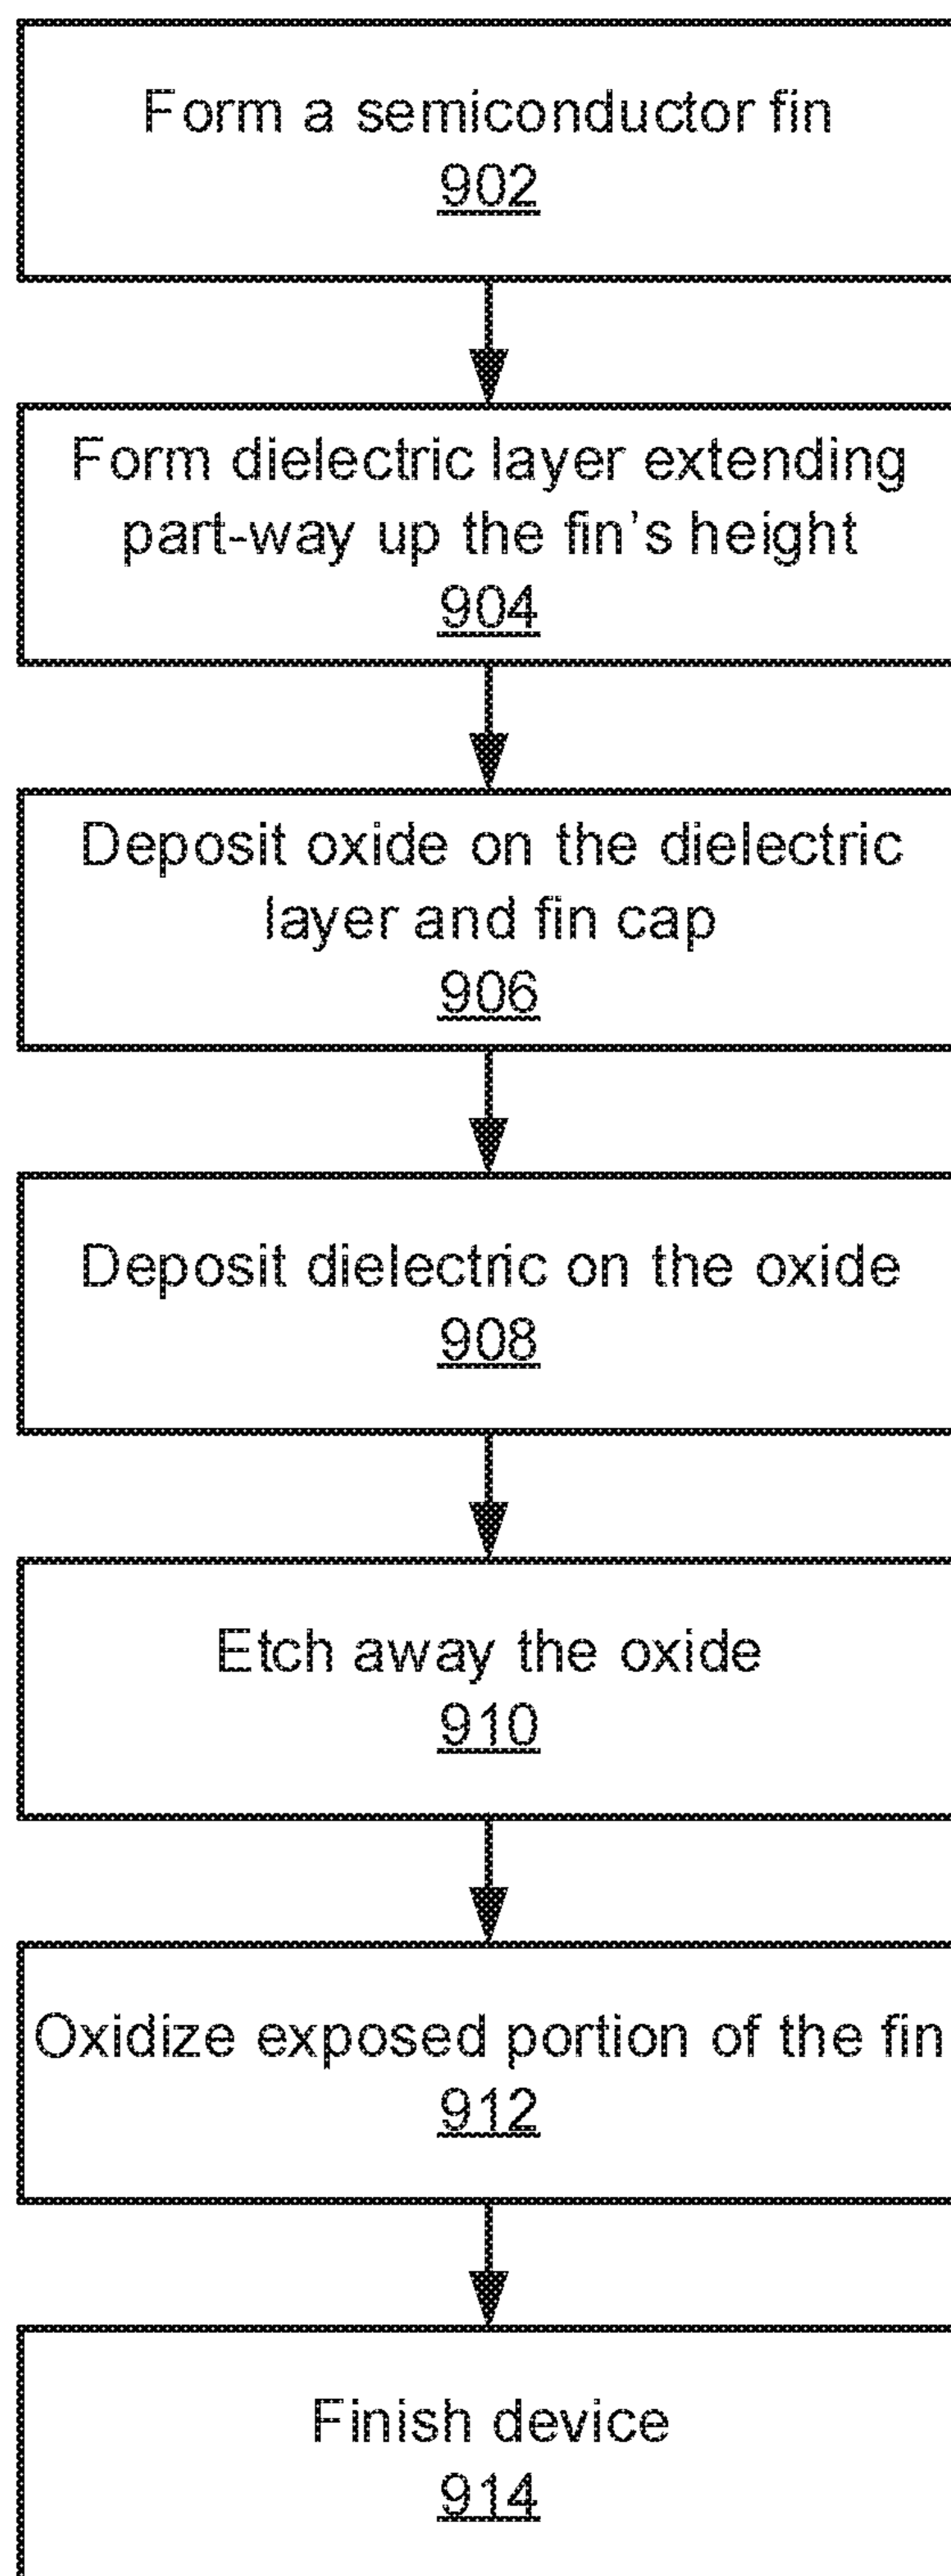 Form a semiconductor fin
902
Form dielectric layer extending
part-way up the fin's height
904
Deposit oxide on the dielectric
layer and fin cap
906
Deposit dielectric on the oxide
908
Etch away the oxide
910
Oxidize exposed portion of the fin
912
Finish device
914